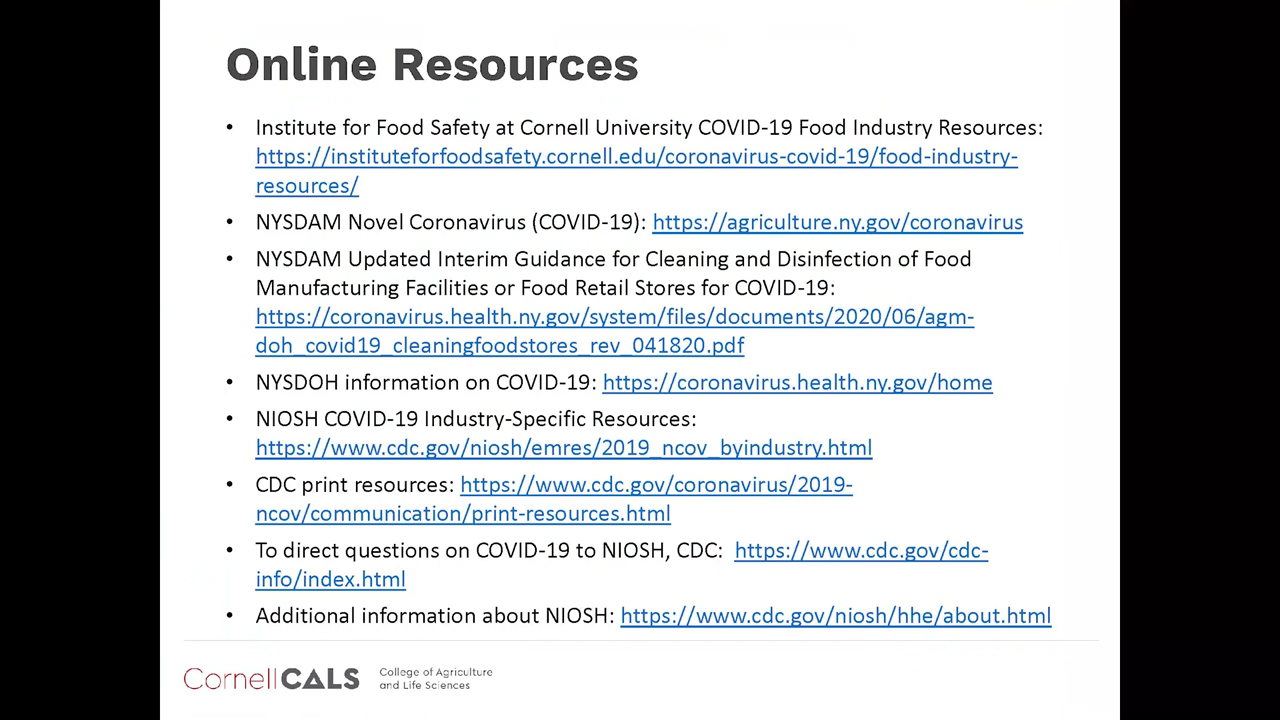 Online Resources
• Institute for Food Safety at Cornell University COVID-19 Food Industry Resources:
https://instituteforfoodsafety.cornell.edu/coronavirus-covid-19/food-industry-
resources/
• NYSDAM Novel Coronavirus (COVID-19): https://agriculture.ny.gov/coronavirus
• NYSDAM Updated Interim Guidance for Cleaning and Disinfection of Food
Manufacturing Facilities or Food Retail Stores for COVID-19:
https://coronavirus.health.ny.gov/system/files/documents/2020/06/agm-
doh_covid19_cleaningfoodstores_rev_041820.pdf
• NYSDOH information on COVID-19: https://coronavirus.health.ny.gov/home
• NIOSH COVID-19 Industry-Specific Resources:
https://www.cdc.gov/niosh/emres/2019_ncov_byindustry.html
• CDC print resources: https://www.cdc.gov/coronavirus/2019-
ncov/communication/print-resources.html
• To direct questions on COVID-19 to NIOSH, CDC: https://www.cdc.gov/cdc-
info/index.html
• Additional information about NIOSH: https://www.cdc.gov/niosh/hhe/about.html
CornellCALS
College of Agriculture
and Life Sciences